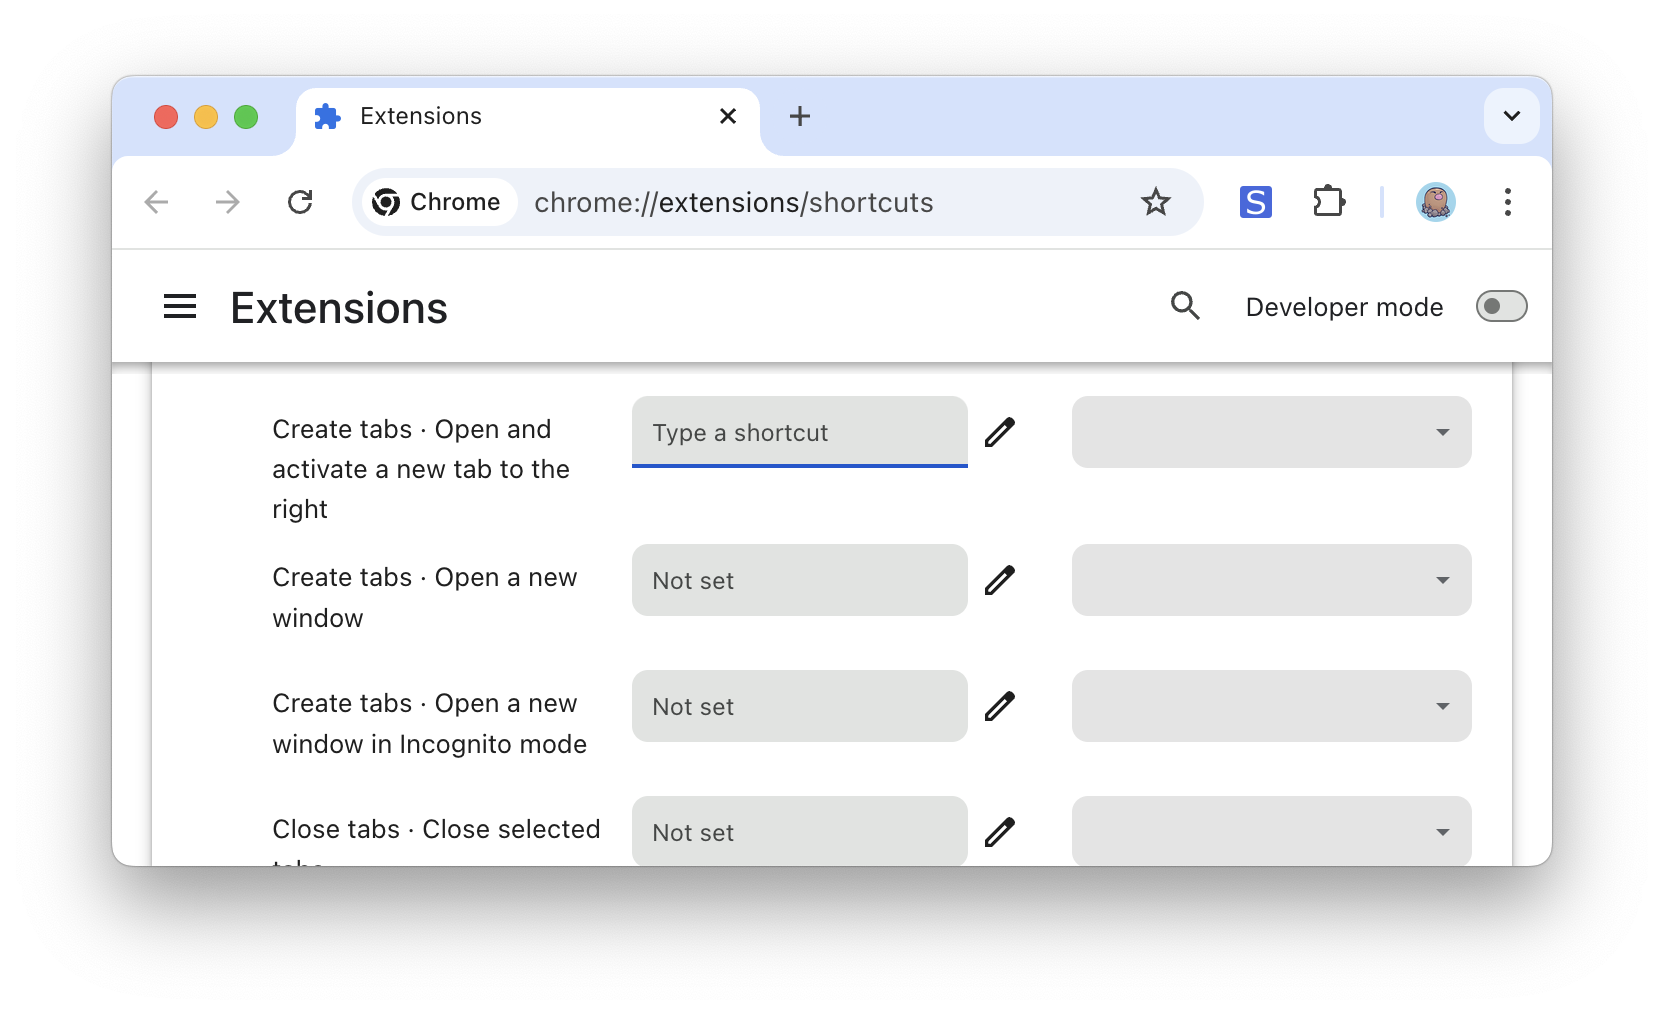 Extensions
Chrome
chrome://extensions/shortcuts
S
Extensions
Developer mode
Create tabs · Open and
activate a new tab to the
right
Type a shortcut
Create tabs · Open a new
window
Not set
Create tabs · Open a new
window in Incognito mode
Not set
Close tabs · Close selected
Not set